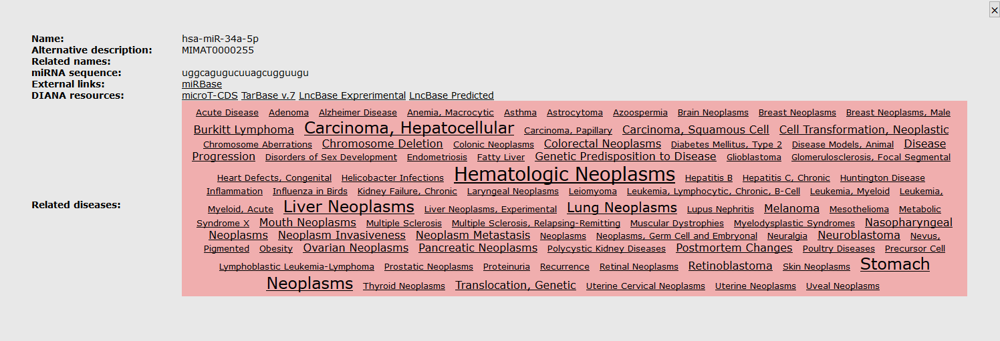 ×
Name: hsa-miR-34a-5p
Alternative description: MIMAT0000255
Related names:
miRNA sequence: uggcagugucuuagcugguugu
External links: miRBase
DIANA resources: microT-CDS TarBase v.7 LncBase Exprerimental LncBase Predicted
Related diseases:
Acute Disease Adenoma Alzheimer Disease Anemia, Macrocytic Asthma Astrocytoma Azoospermia Brain Neoplasms Breast Neoplasms Breast Neoplasms, Male
Burkitt Lymphoma Carcinoma, Hepatocellular Carcinoma, Papillary Carcinoma, Squamous Cell Cell Transformation, Neoplastic
Chromosome Aberrations Chromosome Deletion Colonic Neoplasms Colorectal Neoplasms Diabetes Mellitus, Type 2 Disease Models, Animal Disease
Progression Disorders of Sex Development Endometriosis Fatty Liver Genetic Predisposition to Disease Glioblastoma Glomerulosclerosis, Focal Segmental
Heart Defects, Congenital Helicobacter Infections Hematologic Neoplasms Hepatitis B Hepatitis C, Chronic Huntington Disease
Inflammation Influenza in Birds Kidney Failure, Chronic Laryngeal Neoplasms Leiomyoma Leukemia, Lymphocytic, Chronic, B-Cell Leukemia, Myeloid Leukemia,
Myeloid, Acute Liver Neoplasms Liver Neoplasms, Experimental Lung Neoplasms Lupus Nephritis Melanoma Mesothelioma Metabolic
Syndrome X Mouth Neoplasms Multiple Sclerosis Multiple Sclerosis, Relapsing-Remitting Muscular Dystrophies Myelodysplastic Syndromes Nasopharyngeal
Neoplasms Neoplasm Invasiveness Neoplasm Metastasis Neoplasms Neoplasms, Germ Cell and Embryonal Neuralgia Neuroblastoma Nevus,
Pigmented Obesity Ovarian Neoplasms Pancreatic Neoplasms Polycystic Kidney Diseases Postmortem Changes Poultry Diseases Precursor Cell
Lymphoblastic Leukemia-Lymphoma Prostatic Neoplasms Proteinuria Recurrence Retinal Neoplasms Retinoblastoma Skin Neoplasms Stomach
Neoplasms Thyroid Neoplasms Translocation, Genetic Uterine Cervical Neoplasms Uterine Neoplasms Uveal Neoplasms